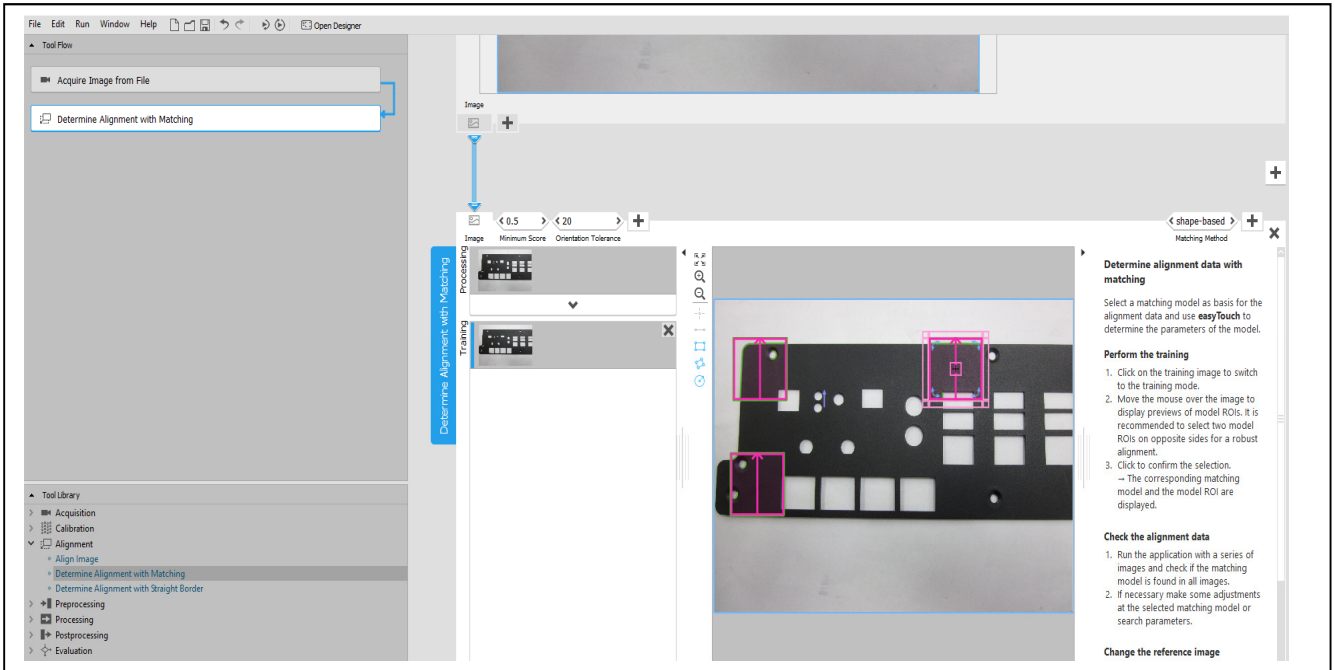 File Edit Run Window Help Open Designer
Tool Flow
Acquire Image from File
Determine Alignment with Matching
Tool Library
Acquisition
Calibration
Alignment
Align Image
Determine Alignment with Matching
Determine Alignment with Straight Border
Preprocessing
Processing
Postprocessing
Evaluation
Image
0.5
20
Image Minimum Score Orientation Tolerance
shape-based
Matching Method
Determine Alignment with Matching
Processing
Training
Determine alignment data with
matching
Select a matching model as basis for the
alignment data and use easyTouch to
determine the parameters of the model.
Perform the training
1. Click on the training image to switch
to the training mode.
2. Move the mouse over the image to
display previews of model ROIs. It is
recommended to select two model
ROIs on opposite sides for a robust
alignment.
3. Click to confirm the selection.
→ The corresponding matching
model and the model ROI are
displayed.
Check the alignment data
1. Run the application with a series of
images and check if the matching
model is found in all images.
2. If necessary make some adjustments
at the selected matching model or
search parameters.
Change the reference image